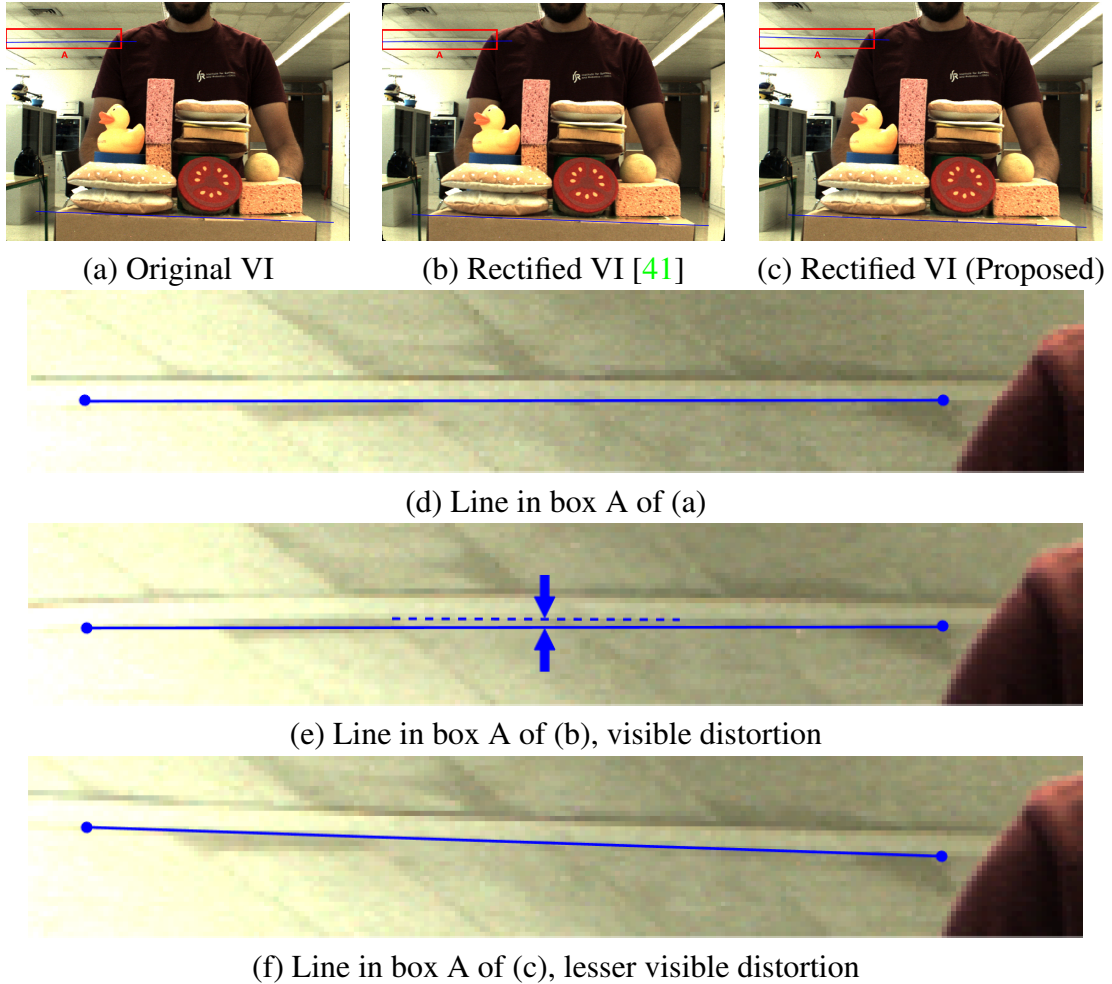 A
A
A
(a) Original VI
(b) Rectified VI [41]
(c) Rectified VI (Proposed)
(d) Line in box A of (a)
(e) Line in box A of (b), visible distortion
(f) Line in box A of (c), lesser visible distortion